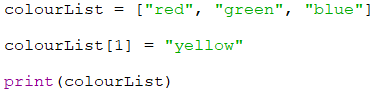 colourList = ["red", "green", "blue"]
colourList[1] = "yellow"
print(colourList)